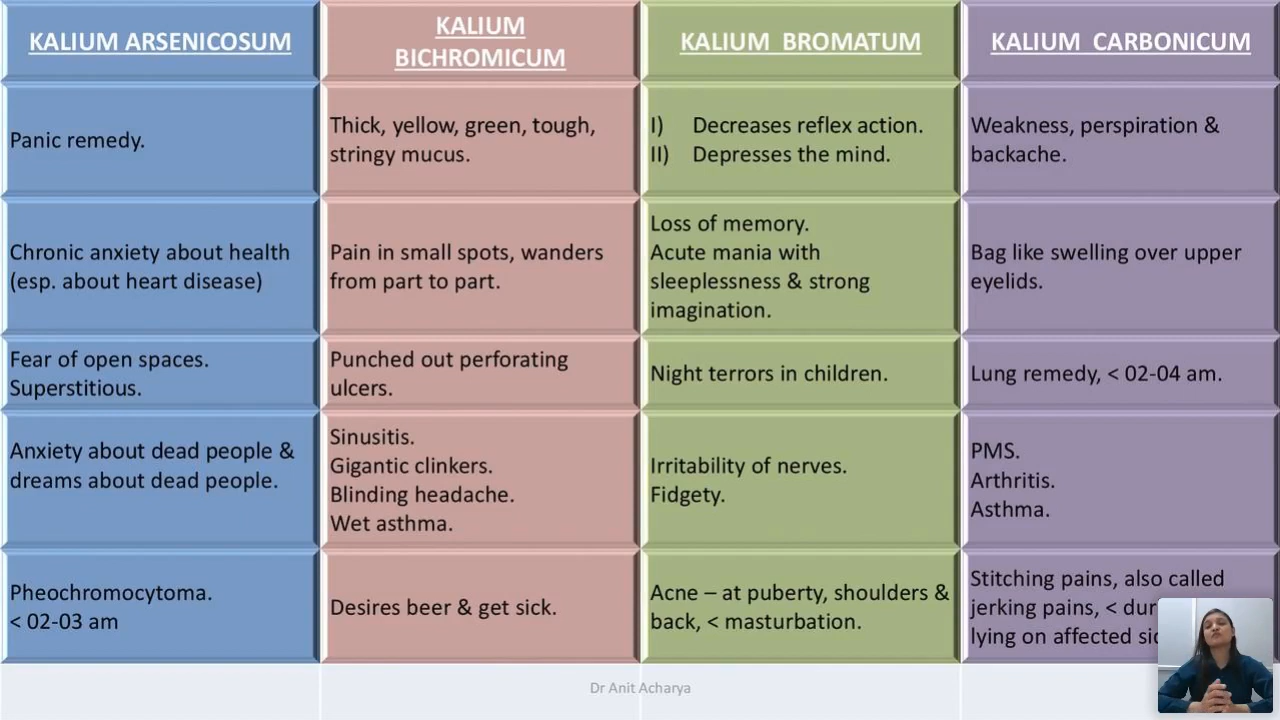 KALIUM ARSENICOSUM
KALIUM
BICHROMICUM
KALIUM BROMATUM
KALIUM CARBONICUM
Panic remedy.
Thick, yellow, green, tough,
stringy mucus.
I) Decreases reflex action.
II) Depresses the mind.
Weakness, perspiration &
backache.
Chronic anxiety about health
(esp. about heart disease)
Pain in small spots, wanders
from part to part.
Loss of memory.
Acute mania with
sleeplessness & strong
imagination.
Bag like swelling over upper
eyelids.
Fear of open spaces.
Superstitious.
Punched out perforating
ulcers.
Night terrors in children.
Lung remedy, < 02-04 am.
Anxiety about dead people &
dreams about dead people.
Sinusitis.
Gigantic clinkers.
Blinding headache.
Wet asthma.
Irritability of nerves.
Fidgety.
PMS.
Arthritis.
Asthma.
Pheochromocytoma.
< 02-03 am
Desires beer & get sick.
Acne – at puberty, shoulders &
back, < masturbation.
Stitching pains, also called
jerking pains, <
lying on affected
Dr Anit Acharya